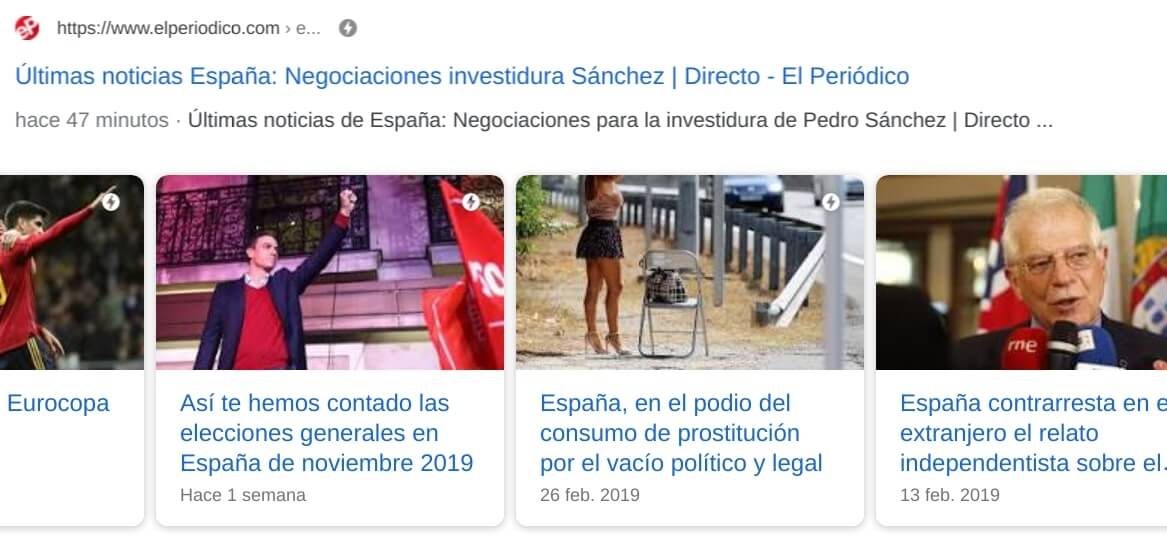 https://www.elperiodico.com › e...
Últimas noticias España: Negociaciones investidura Sánchez | Directo - El Periódico
hace 47 minutos · Últimas noticias de España: Negociaciones para la investidura de Pedro Sánchez | Directo ...
rne
Eurocopa
Así te hemos contado las
elecciones generales en
España de noviembre 2019
Hace 1 semana
España, en el podio del
consumo de prostitución
por el vacío político y legal
26 feb. 2019
España contrarresta en e
extranjero el relato
independentista sobre el.
13 feb. 2019